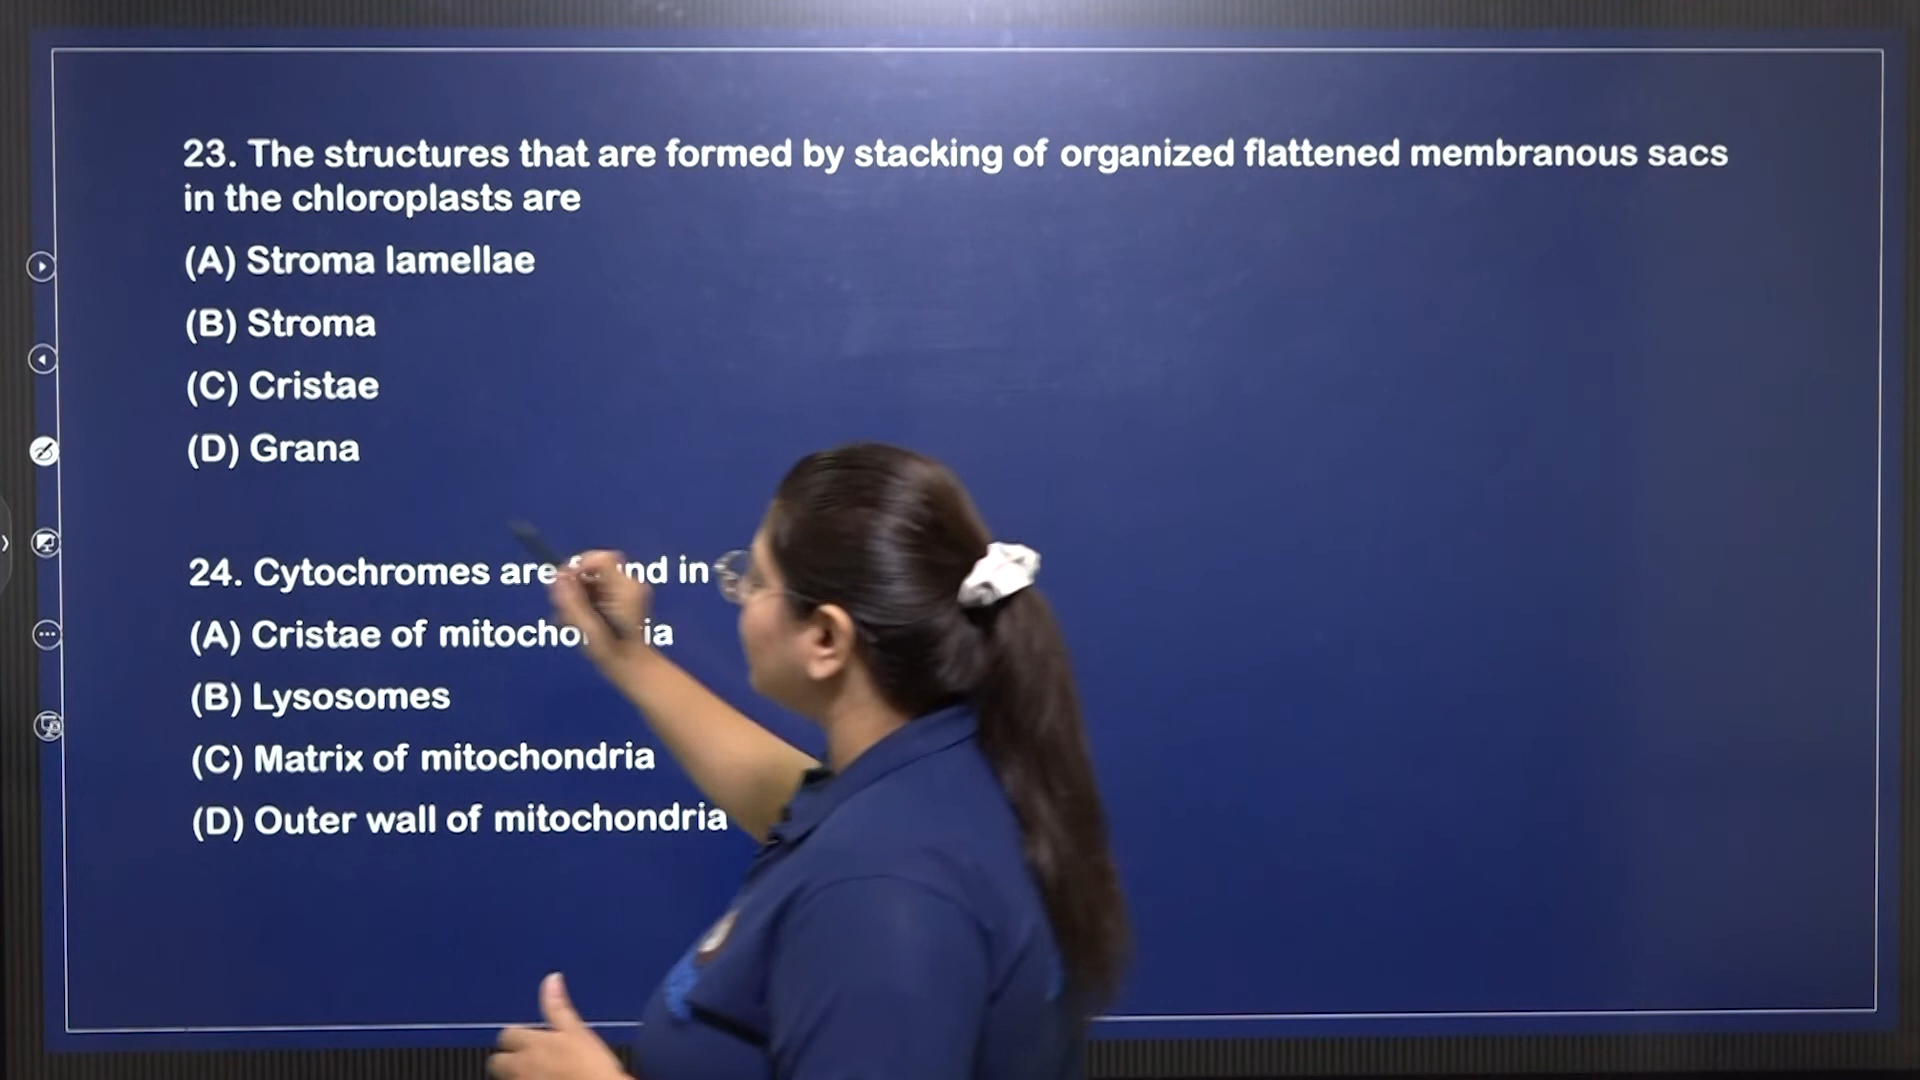 23. The structures that are formed by stacking of organized flattened membranous sacs
in the chloroplasts are
(A) Stroma lamellae
(B) Stroma
(C) Cristae
(D) Grana
24. Cytochromes are in
(A) Cristae of
(B) Lysosomes
(C) Matrix of mitochondria
(D) Outer wall of mitochondria